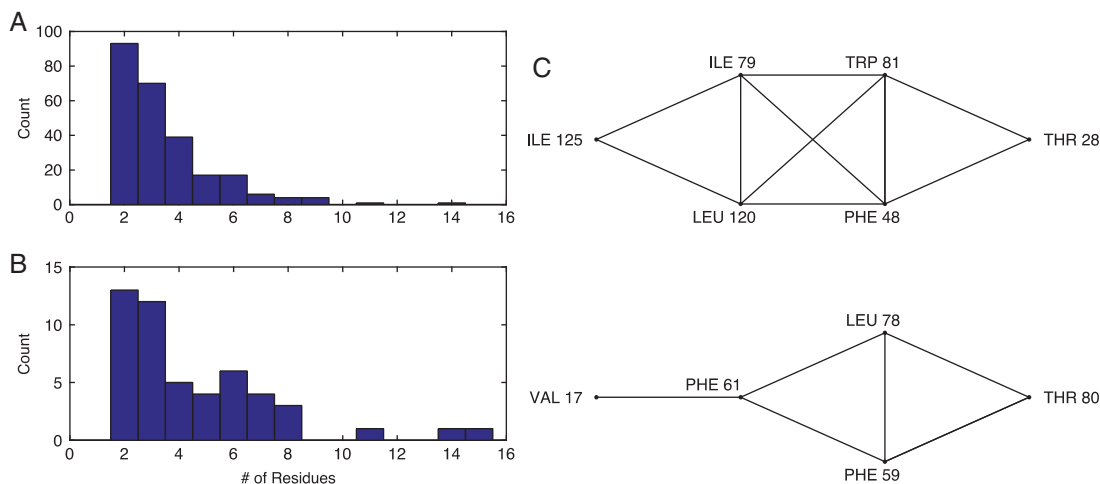 A
100
80
60
40
20
0
Count
0 2 4 6 8 10 12 14 16
B
15
10
5
0
Count
0 2 4 6 8 10 12 14 16
# of Residues
C
ILE 79 TRP 81
ILE 125 THR 28
LEU 120 PHE 48
LEU 78
PHE 61
VAL 17 THR 80
PHE 59